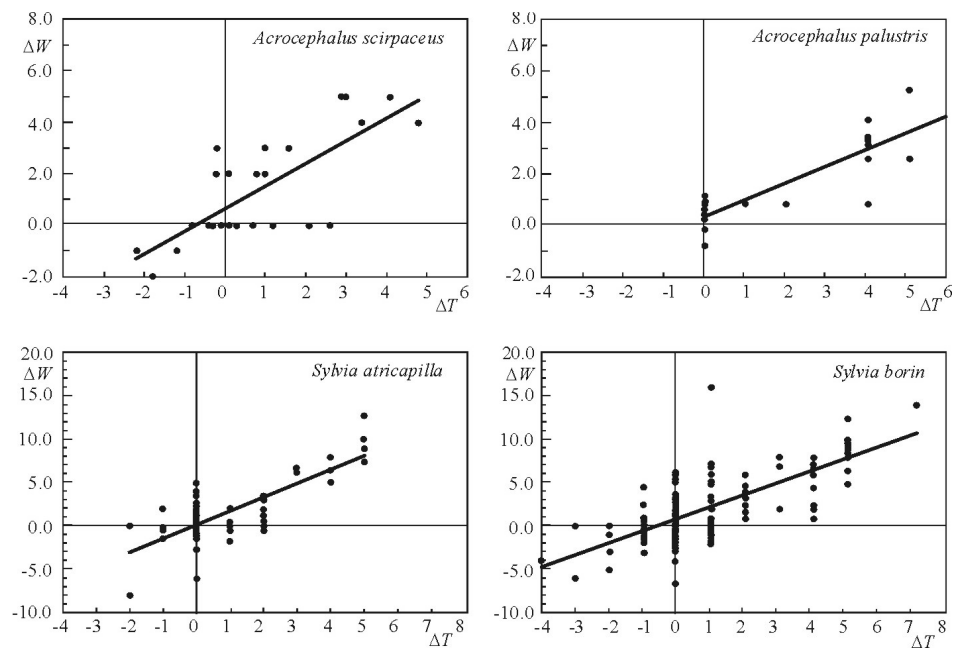 8.0
ΔW
Acrocephalus scirpaceus
6.0
4.0
2.0
0.0
-2.0
-4 -3 -2 -1 0 1 2 3 4 5 6
ΔT
8.0
ΔW
Acrocephalus palustris
6.0
4.0
2.0
0.0
-2.0
-4 -3 -2 -1 0 1 2 3 4 5 6
ΔT
20.0
ΔW
Sylvia atricapilla
15.0
10.0
5.0
0.0
-5.0
-10.0
-4 -3 -2 -1 0 1 2 3 4 5 6 7 8
ΔT
20.0
ΔW
Sylvia borin
15.0
10.0
5.0
0.0
-5.0
-10.0
-4 -3 -2 -1 0 1 2 3 4 5 6 7 8
ΔT